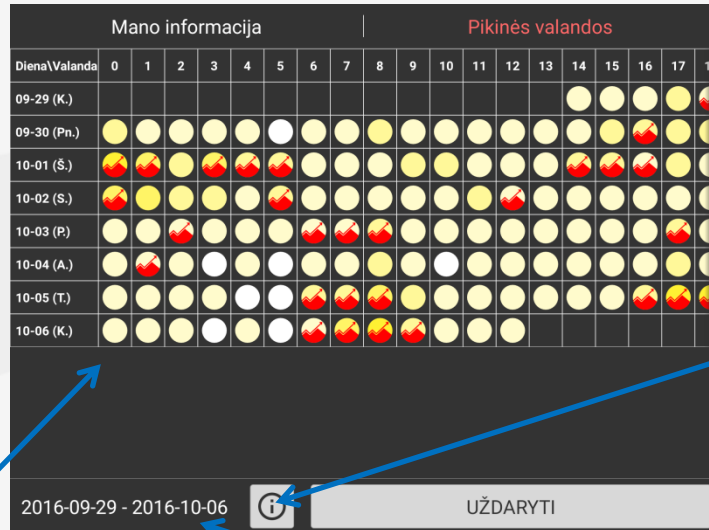 Mano informacija Pikinės valandos
Diena\Valanda 0 1 2 3 4 5 6 7 8 9 10 11 12 13 14 15 16 17
09-29 (K.)
09-30 (Pn.)
10-01 (Š.)
10-02 (S.)
10-03 (P.)
10-04 (A.)
10-05 (T.)
10-06 (K.)
2016-09-29 - 2016-10-06 i UŽDARYTI